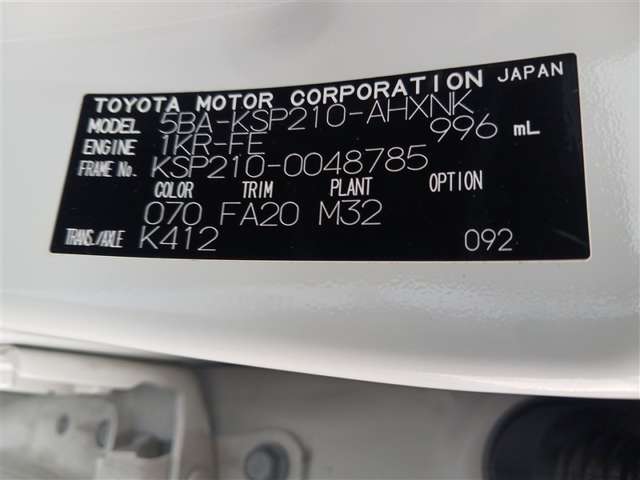 TOYOTA MOTOR CORPORATION JAPAN
MODEL 5BA-KSP210-AHXNK
ENGINE 1KR-FE 996 mL
FRAME No. KSP210-0048785
COLOR TRIM PLANT OPTION
070 FA20 M32
TRANS./AXLE K412 092